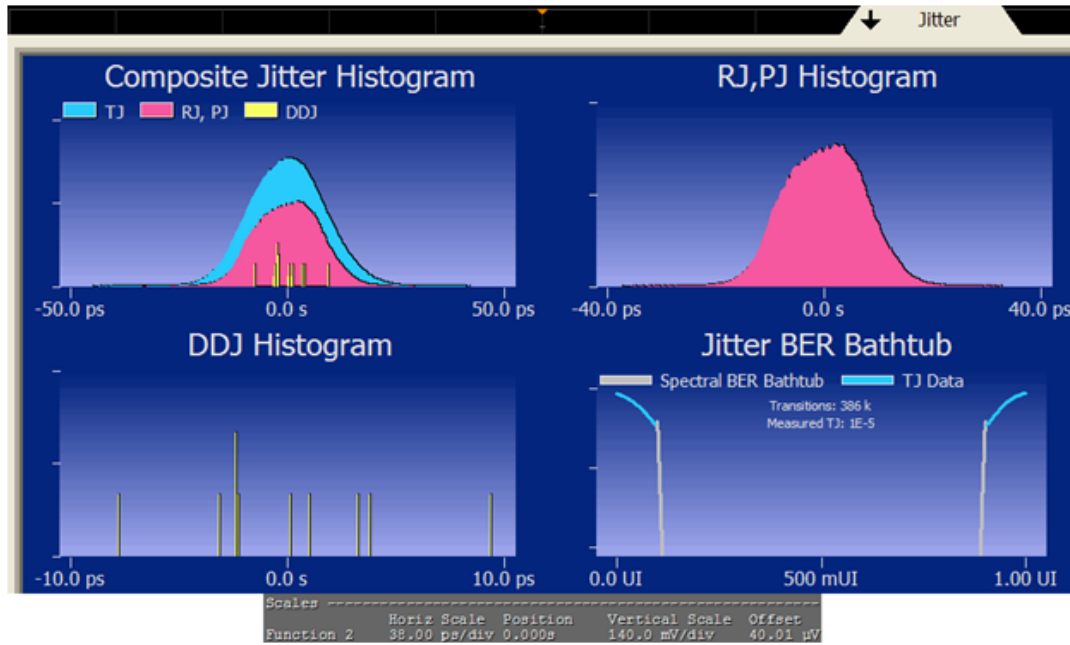 Jitter
Composite Jitter Histogram
TJ RJ, PJ DDJ
-50.0 ps 0.0 s 50.0 ps
RJ,PJ Histogram
-40.0 ps 0.0 s 40.0 ps
DDJ Histogram
-10.0 ps 0.0 s 10.0 ps
Jitter BER Bathtub
Spectral BER Bathtub TJ Data
Transitions: 386 k
Measured TJ: 1E-5
0.0 UI 500 mUI 1.00 UI
Scales
Horiz Scale Position Vertical Scale Offset
Function 2 38.00 ps/div 0.000s 140.0 mV/div 40.01 µV